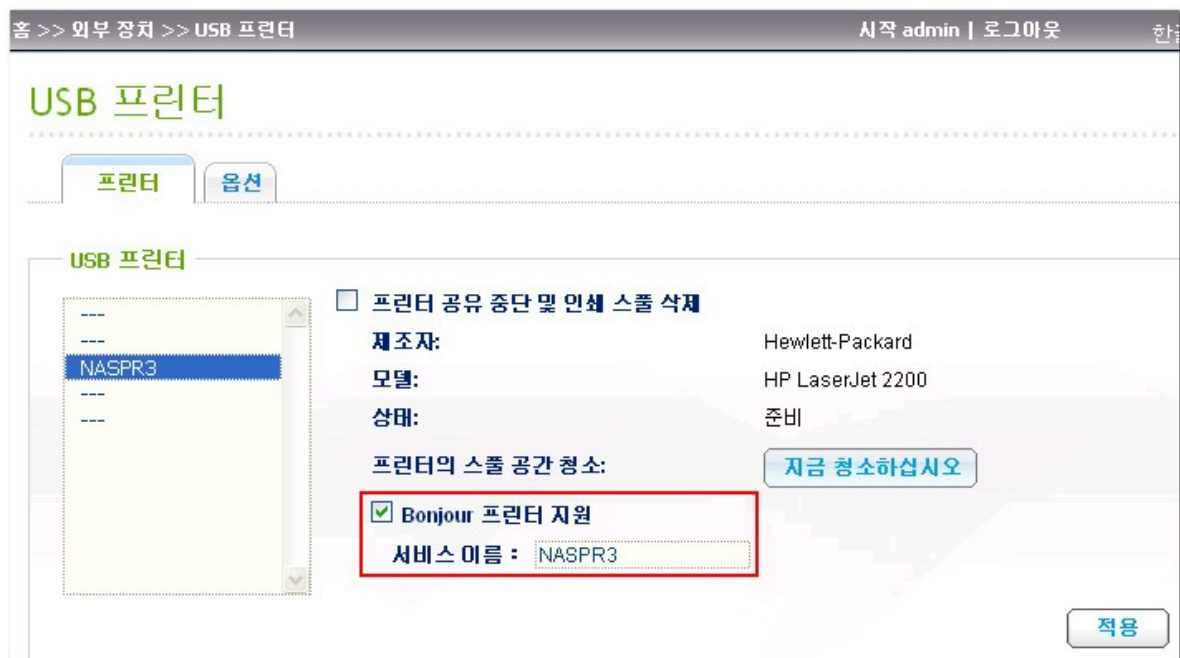 홈 >> 외부 장치 >> USB 프린터 시작 admin | 로그아웃
USB 프린터
프린터 옵션
USB 프린터
---
---
NASPR3
---
---
프린터 공유 중단 및 인쇄 스풀 삭제
제조자: Hewlett-Packard
모델: HP LaserJet 2200
상태: 준비
프린터의 스풀 공간 청소: 지금 청소하십시오
Bonjour 프린터 지원
서비스 이름 : NASPR3
적용